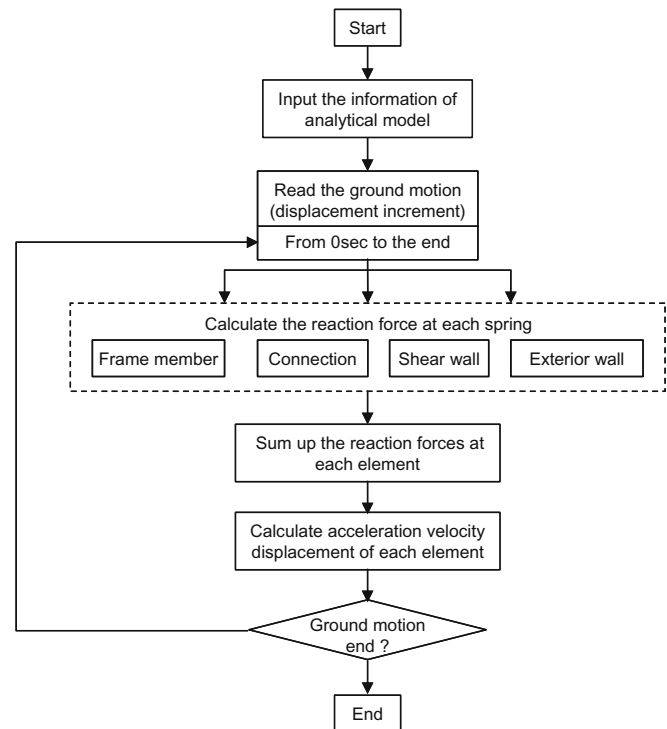 Start
Input the information of
analytical model
Read the ground motion
(displacement increment)
From 0sec to the end
Calculate the reaction force at each spring
Frame member
Connection
Shear wall
Exterior wall
Sum up the reaction forces at
each element
Calculate acceleration velocity
displacement of each element
Ground motion
end ?
End